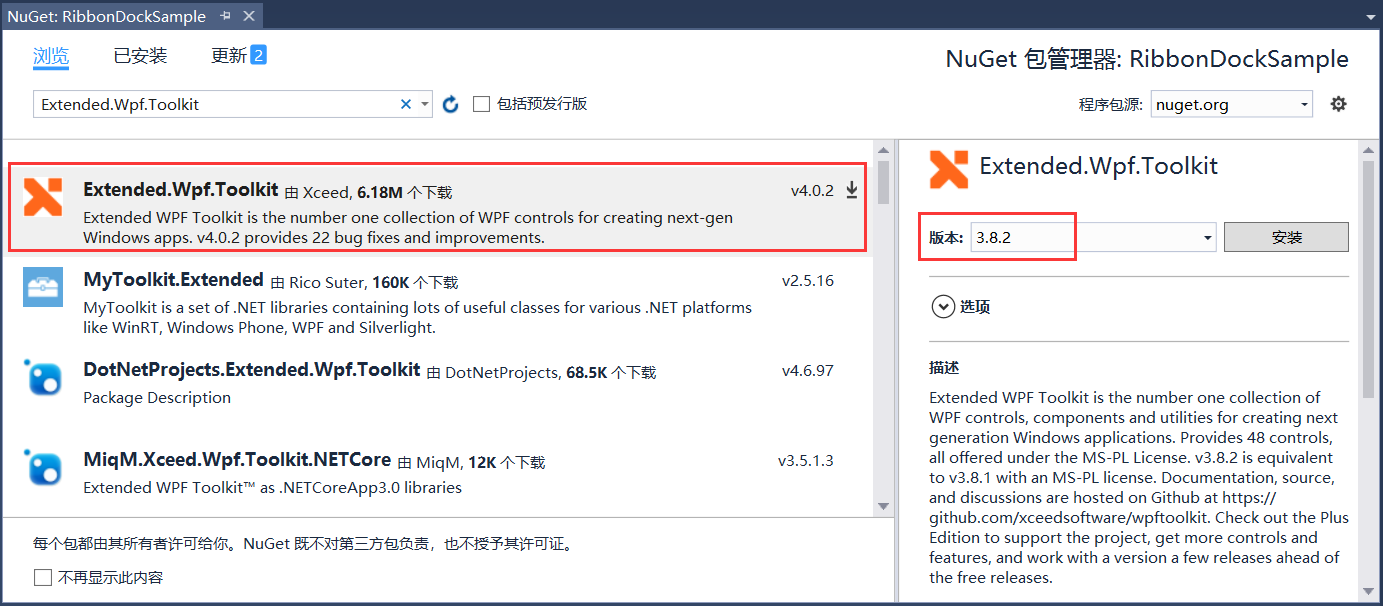 NuGet: RibbonDockSample
浏览 已安装 更新 2
NuGet 包管理器: RibbonDockSample
Extended.Wpf.Toolkit
包括预发行版
程序包源: nuget.org
Extended.Wpf.Toolkit 由 Xceed, 6.18M 个下载 v4.0.2
Extended WPF Toolkit is the number one collection of WPF controls for creating next-gen
Windows apps. v4.0.2 provides 22 bug fixes and improvements.
MyToolkit.Extended 由 Rico Suter, 160K 个下载 v2.5.16
MyToolkit is a set of .NET libraries containing lots of useful classes for various .NET platforms
like WinRT, Windows Phone, WPF and Silverlight.
DotNetProjects.Extended.Wpf.Toolkit 由 DotNetProjects, 68.5K 个下载 v4.6.97
Package Description
MiqM.Xceed.Wpf.Toolkit.NETCore 由 MiqM, 12K 个下载 v3.5.1.3
Extended WPF Toolkit™ as .NETCoreApp3.0 libraries
每个包都由其所有者许可给你。NuGet 既不对第三方包负责，也不授予其许可证。
不再显示此内容
Extended.Wpf.Toolkit
版本: 3.8.2 安装
选项
描述
Extended WPF Toolkit is the number one collection of
WPF controls, components and utilities for creating next
generation Windows applications. Provides 48 controls,
all offered under the MS-PL License. v3.8.2 is equivalent
to v3.8.1 with an MS-PL license. Documentation, source,
and discussions are hosted on Github at https://
github.com/xceedsoftware/wpftoolkit. Check out the Plus
Edition to support the project, get more controls and
features, and work with a version a few releases ahead of
the free releases.